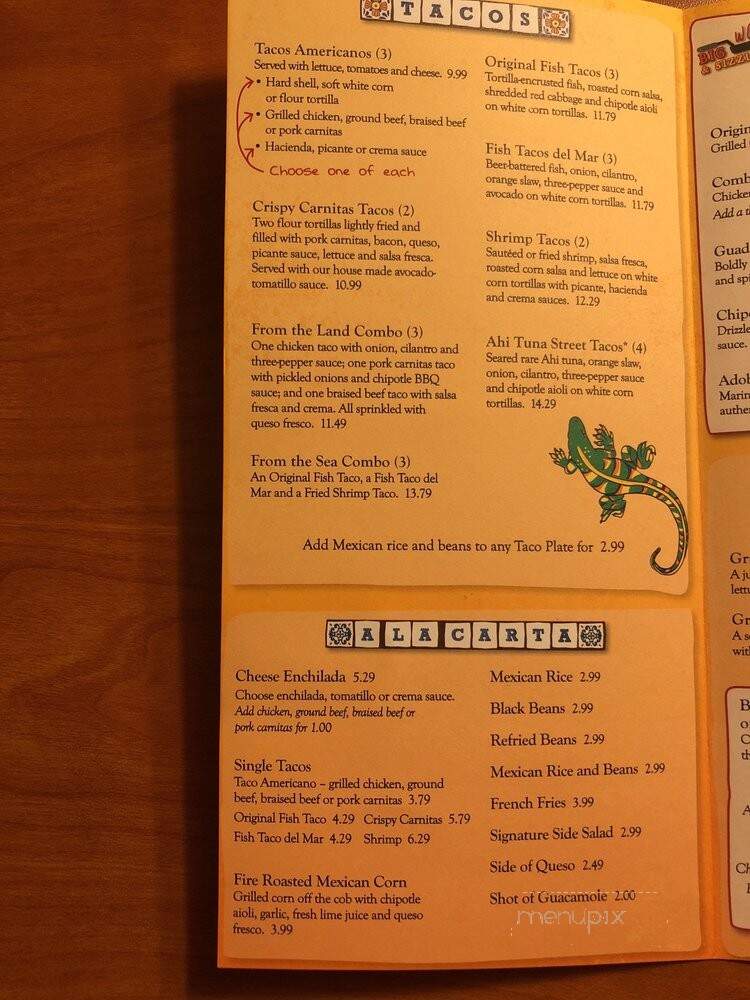 TACOS
Tacos Americanos (3)
Served with lettuce, tomatoes and cheese. 9.99
• Hard shell, soft white corn
or flour tortilla
• Grilled chicken, ground beef, braised beef
or pork carnitas
• Hacienda, picante or crema sauce
Choose one of each
Crispy Carnitas Tacos (2)
Two flour tortillas lightly fried and
filled with pork carnitas, bacon, queso,
picante sauce, lettuce and salsa fresca.
Served with our house made avocado-
tomatillo sauce. 10.99
From the Land Combo (3)
One chicken taco with onion, cilantro and
three-pepper sauce; one pork carnitas taco
with pickled onions and chipotle BBQ
sauce; and one braised beef taco with salsa
fresca and crema. All sprinkled with
queso fresco. 11.49
From the Sea Combo (3)
An Original Fish Taco, a Fish Taco del
Mar and a Fried Shrimp Taco. 13.79
Original Fish Tacos (3)
Tortilla-encrusted fish, roasted corn salsa,
shredded red cabbage and chipotle aioli
on white corn tortillas. 11.79
Fish Tacos del Mar (3)
Beer-battered fish, onion, cilantro,
orange slaw, three-pepper sauce and
avocado on white corn tortillas. 11.79
Shrimp Tacos (2)
Sautéed or fried shrimp, salsa fresca,
roasted corn salsa and lettuce on white
corn tortillas with picante, hacienda
and crema sauces. 12.29
Ahi Tuna Street Tacos* (4)
Seared rare Ahi tuna, orange slaw,
onion, cilantro, three-pepper sauce
and chipotle aioli on white corn
tortillas. 14.29
Add Mexican rice and beans to any Taco Plate for 2.99
A LA CARTA
Cheese Enchilada 5.29
Choose enchilada, tomatillo or crema sauce.
Add chicken, ground beef, braised beef or
pork carnitas for 1.00
Single Tacos
Taco Americano – grilled chicken, ground
beef, braised beef or pork carnitas 3.79
Original Fish Taco 4.29 Crispy Carnitas 5.79
Fish Taco del Mar 4.29 Shrimp 6.29
Fire Roasted Mexican Corn
Grilled corn off the cob with chipotle
aioli, garlic, fresh lime juice and queso
fresco. 3.99
Mexican Rice 2.99
Black Beans 2.99
Refried Beans 2.99
Mexican Rice and Beans 2.99
French Fries 3.99
Signature Side Salad 2.99
Side of Queso 2.49
Shot of Guacamole 2.00
menupix
BIG
Grilled
Add a
Boldly
sauce.